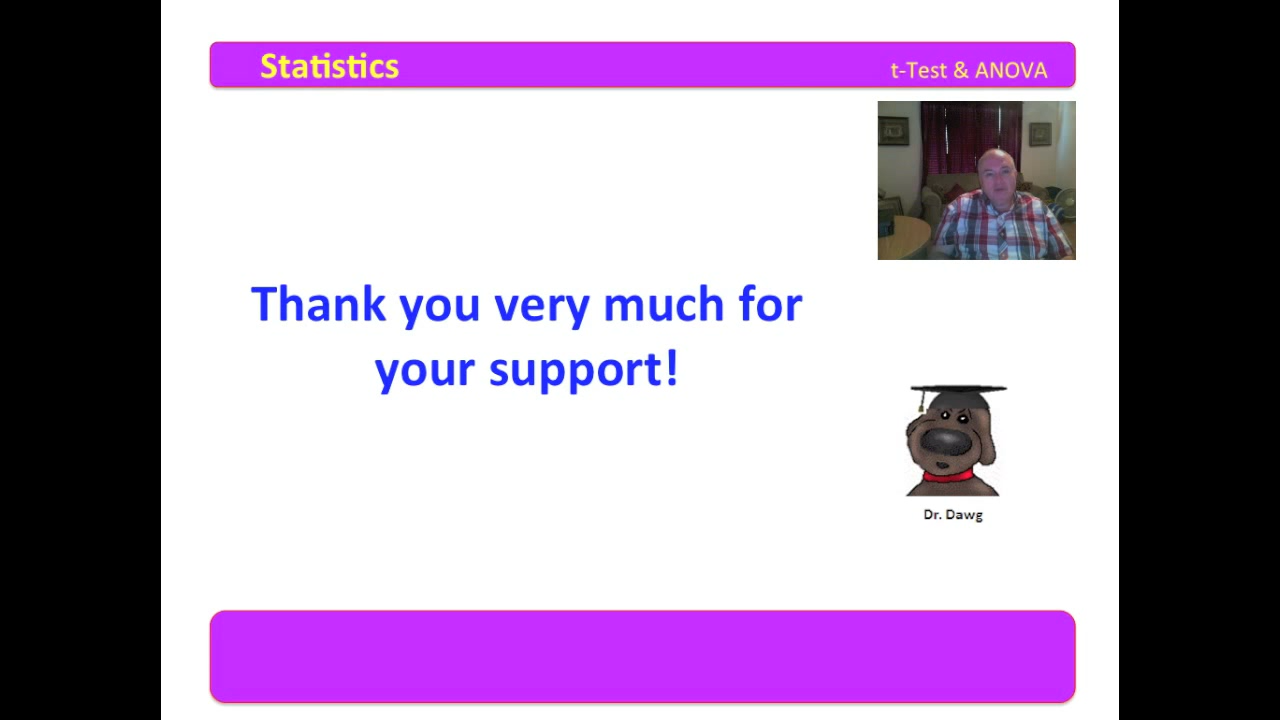 Statistics
t-Test & ANOVA
Thank you very much for
your support!
Dr. Dawg